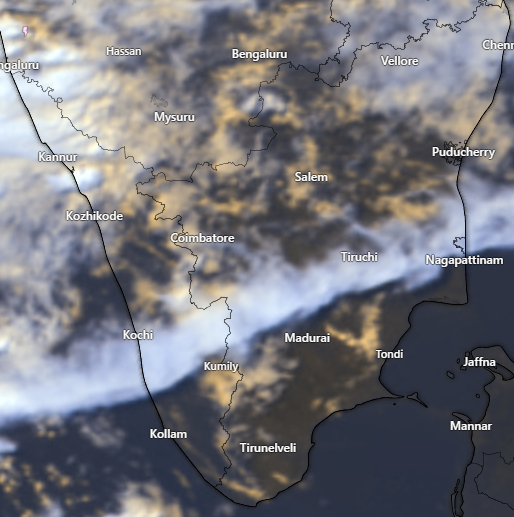 Hassan
Bengaluru
Chenn
ngaluru
Vellore
Mysuru
Kannur
Puducherry
Salem
Kozhikode
Coimbatore
Tiruchi
Nagapattinam
Kochi
Madurai
Tondi
Kumily
Jaffna
Kollam
Mannar
Tirunelveli